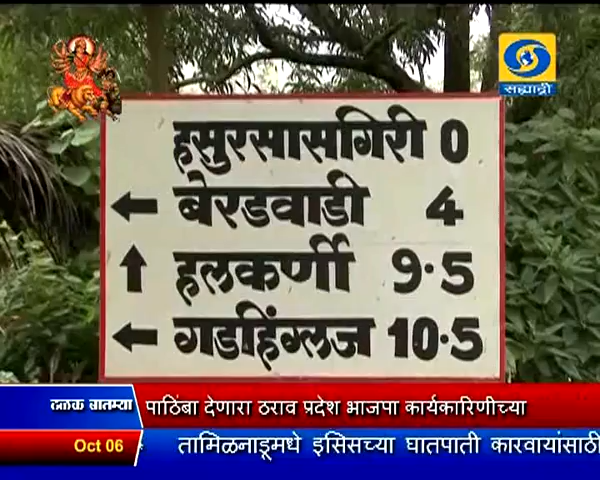 सह्याद्री
हसुरसासगिरी 0
← बेरडवाडी 4
↑ हलकर्णी 9.5
← गडहिंग्लज 10.5
ठळक बातम्या
पाठिंबा देणारा ठराव प्रदेश भाजपा कार्यकारिणीच्या
Oct 06
तामिळनाडूमधे इसिसच्या घातपाती कारवायांसाठी